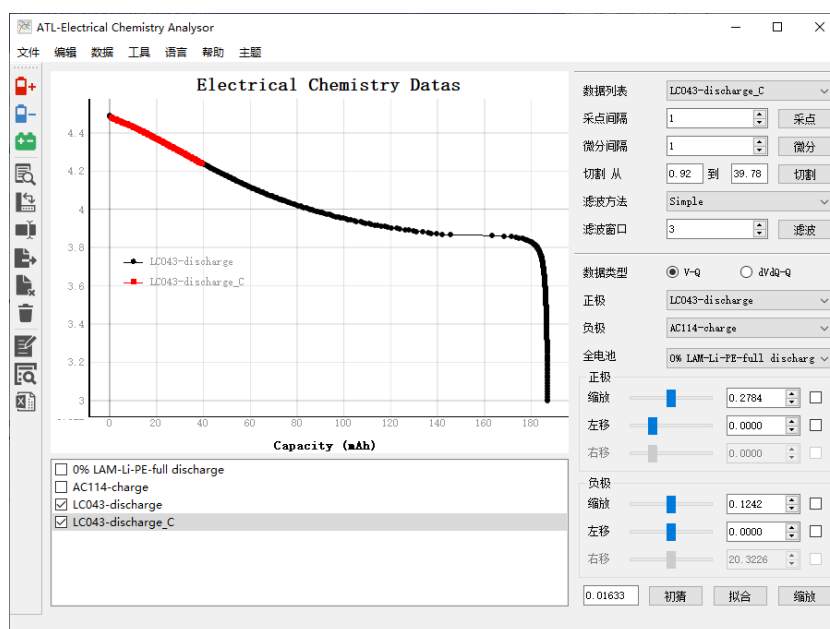 ATL-Electrical Chemistry Analysor
文件 编辑 数据 工具 语言 帮助 主题
Electrical Chemistry Datas
4.4
4.2
4
3.8
3.6
3.4
3.2
3
LC043-discharge
LC043-discharge_C
0 20 40 60 80 100 120 140 160 180
Capacity (mAh)
0% LAM-Li-PE-full discharge
AC114-charge
LC043-discharge
LC043-discharge_C
数据列表 LC043-discharge_C
采点间隔 1 采点
微分间隔 1 微分
切割 从 0.92 到 39.78 切割
滤波方法 Simple
滤波窗口 3 滤波
数据类型 V-Q dVdQ-Q
正极 LC043-discharge
负极 AC114-charge
全电池 0% LAM-Li-PE-full discharg
正极
缩放 0.2784
左移 0.0000
右移 0.0000
负极
缩放 0.1242
左移 0.0000
右移 20.3226
0.01633 初猜 拟合 缩放